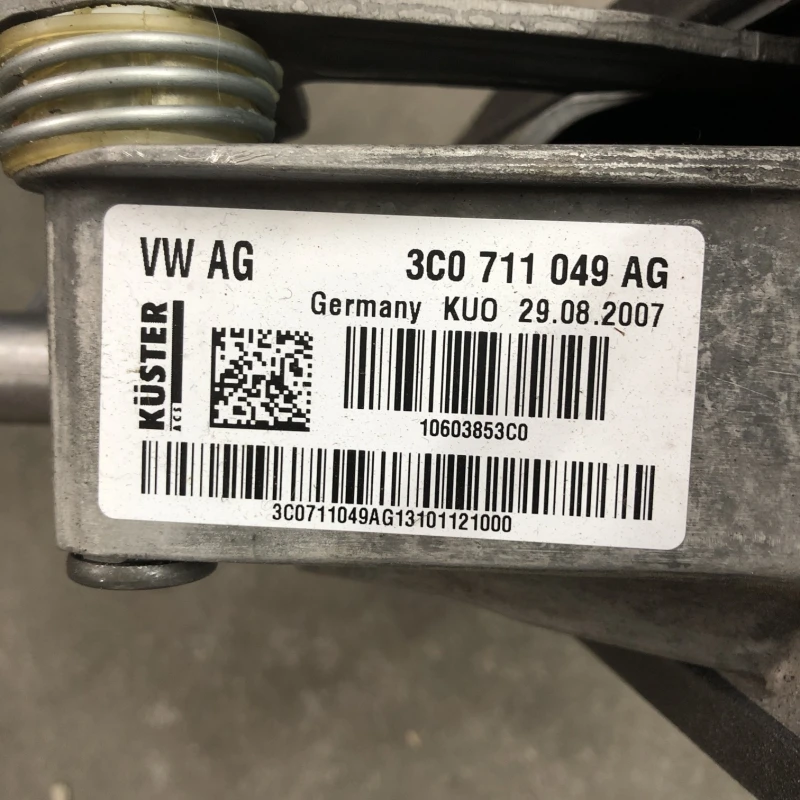 VW AG 3C0 711 049 AG
Germany KUO 29.08.2007
KÜSTER
ACS
10603853C0
3C0711049AG13101121000